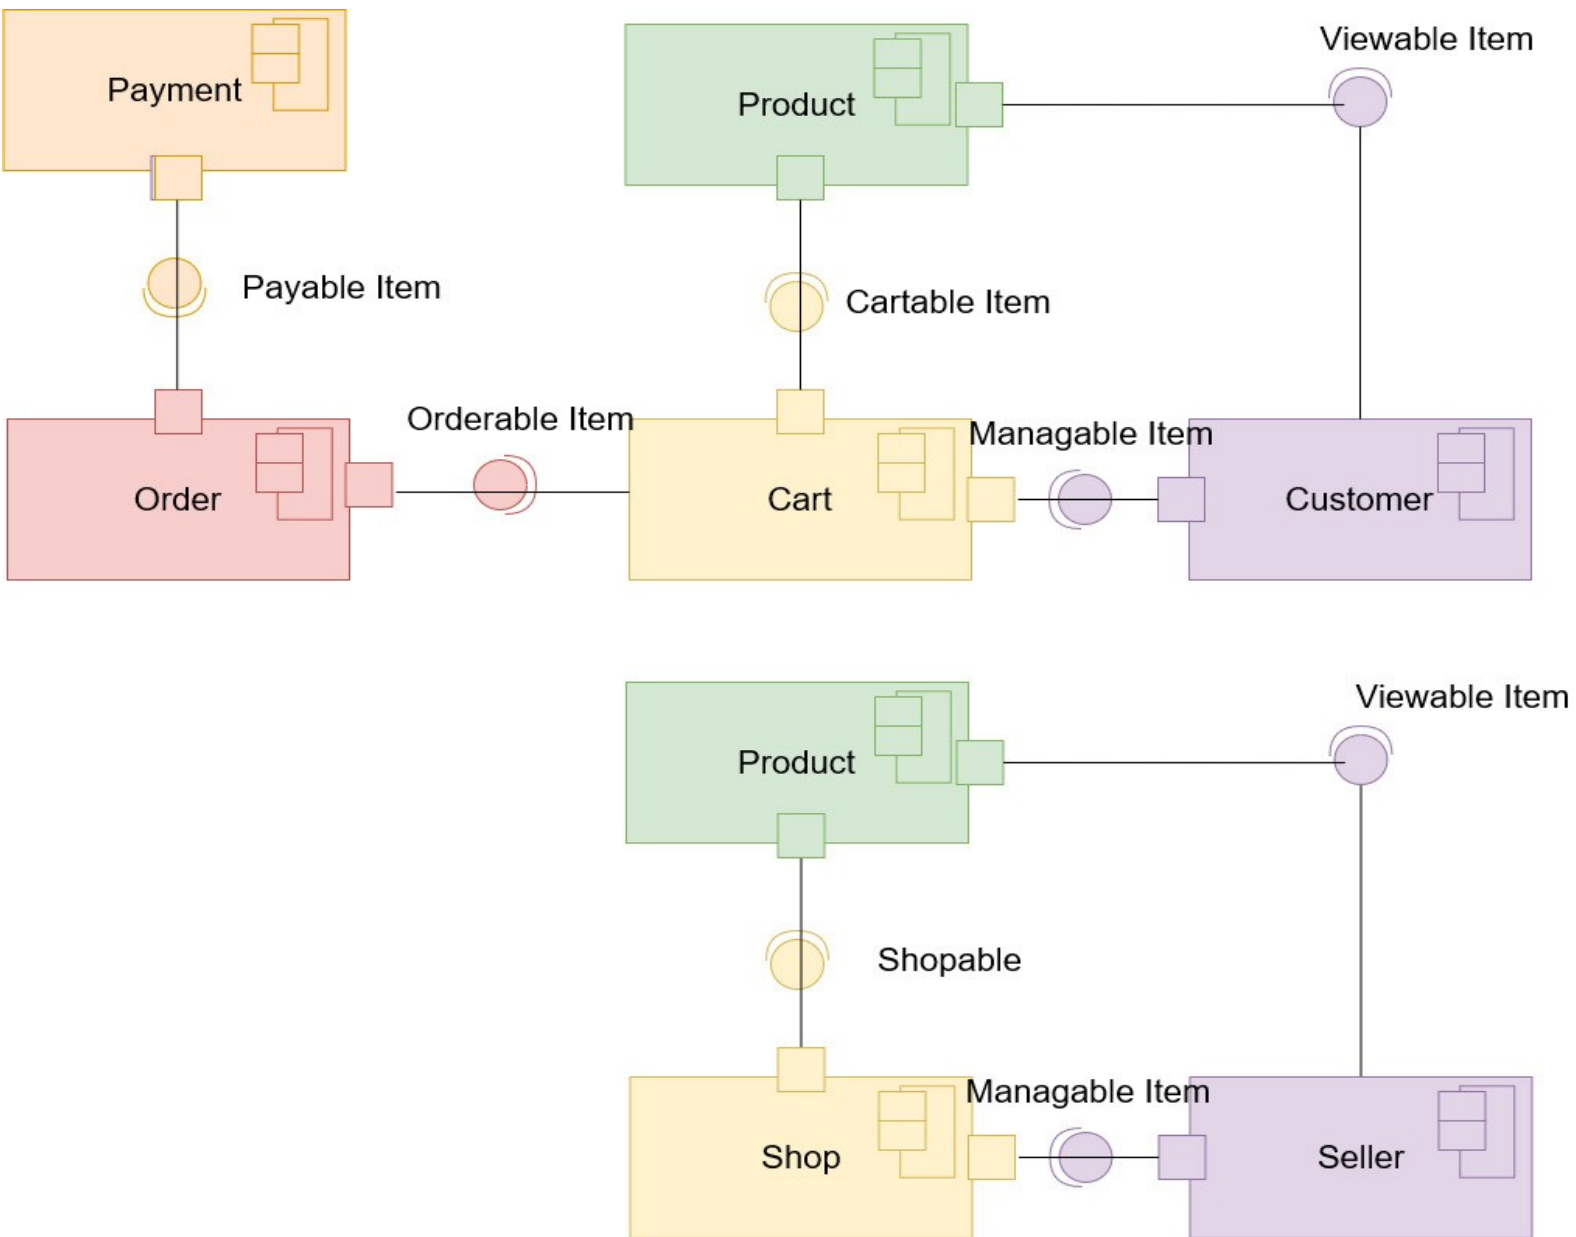 Viewable Item
Payment
Product
Payable Item
Cartable Item
Orderable Item
Managable Item
Order
Cart
Customer
Viewable Item
Product
Shopable
Managable Item
Shop
Seller